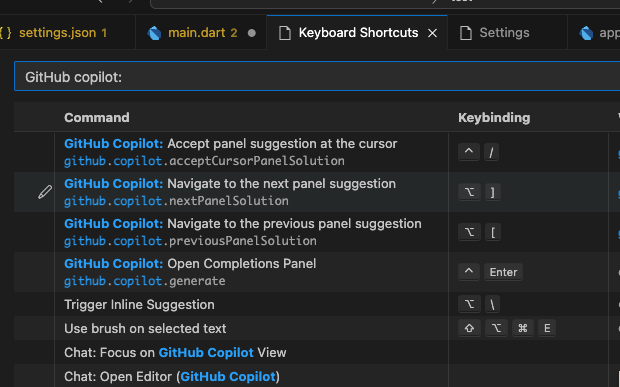 {} settings.json 1 main.dart 2 ● Keyboard Shortcuts × Settings app
GitHub copilot:
Command Keybinding
GitHub Copilot: Accept panel suggestion at the cursor
github.copilot.acceptCursorPanelSolution
^ /
GitHub Copilot: Navigate to the next panel suggestion
github.copilot.nextPanelSolution
⌥ ]
GitHub Copilot: Navigate to the previous panel suggestion
github.copilot.previousPanelSolution
⌥ [
GitHub Copilot: Open Completions Panel
github.copilot.generate
^ Enter
Trigger Inline Suggestion ⌥ \
Use brush on selected text ⇧ ⌥ ⌘ E
Chat: Focus on GitHub Copilot View
Chat: Open Editor (GitHub Copilot)